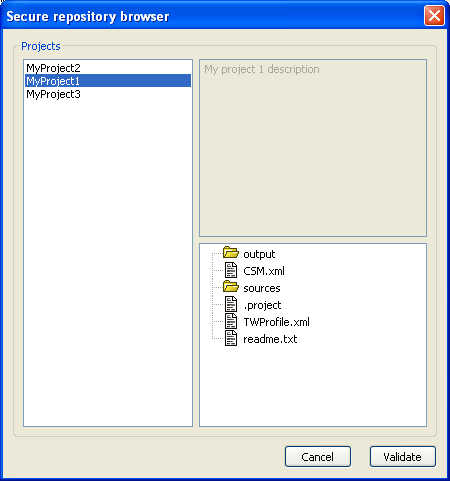 Secure repository browser
Projects
MyProject2
MyProject1
MyProject3
My project 1 description
output
CSM.xml
sources
.project
TWProfile.xml
readme.txt
Cancel
Validate